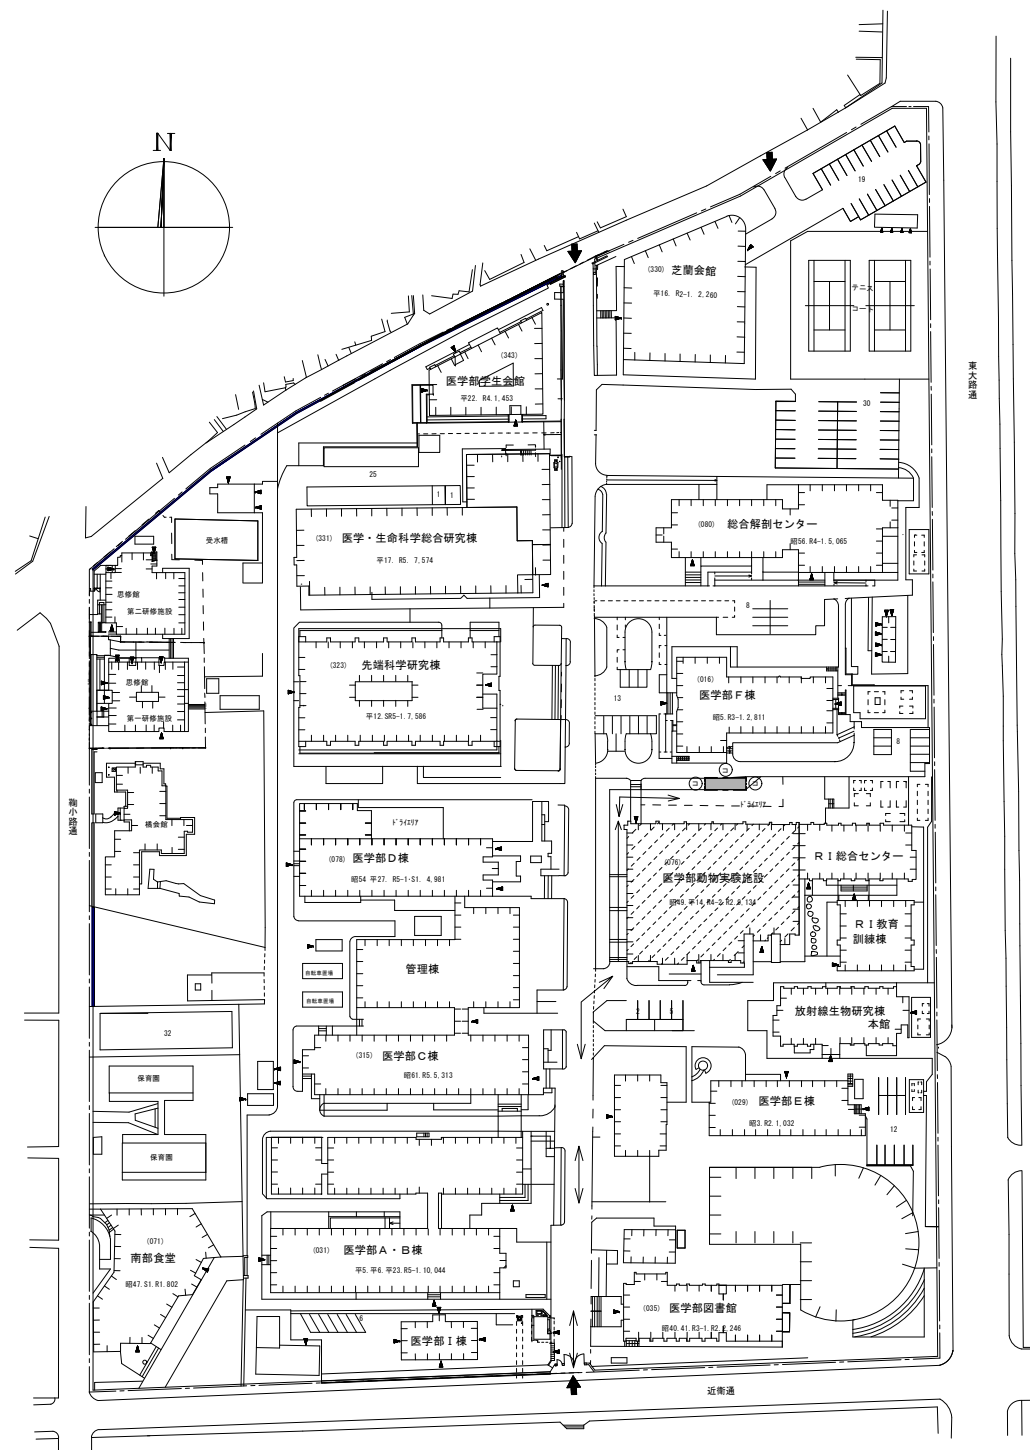 N
19
(330) 芝蘭会館
平16. R2-1. 2,260
テニス
コート
東大路通
(343)
医学部学生会館
平22. R4.1,453
30
25
1 1
受水槽
(331) 医学・生命科学総合研究棟
平17. R5. 7,574
(080) 総合解剖センター
昭56.R4-1.5,065
思修館
第二研修施設
8
(323) 先端科学研究棟
平12.SR5-1.7,586
思修館
第一研修施設
13
(016)
医学部F棟
昭5.R3-1.2,811
8
コ コ コ
ドライエリア
鞠小路通
橘会館
ドライエリア
(078) 医学部D棟
昭54 平27. R5-1･S1. 4,981
(076)
医学部動物実験施設
RI総合センター
RI教育
訓練棟
管理棟
自転車置場
自転車置場
放射線生物研究棟
本館
32
2
(315) 医学部C棟
昭61.R5.5,313
保育園
保育園
(029) 医学部E棟
昭3.R2.1,032
12
(071)
南部食堂
昭47.S1.R1.802
(031) 医学部A・B棟
平5.平6.平23.R5-1.10,044
(035) 医学部図書館
昭40.41.R3-1.R2.2,246
6
医学部I棟
近衛通